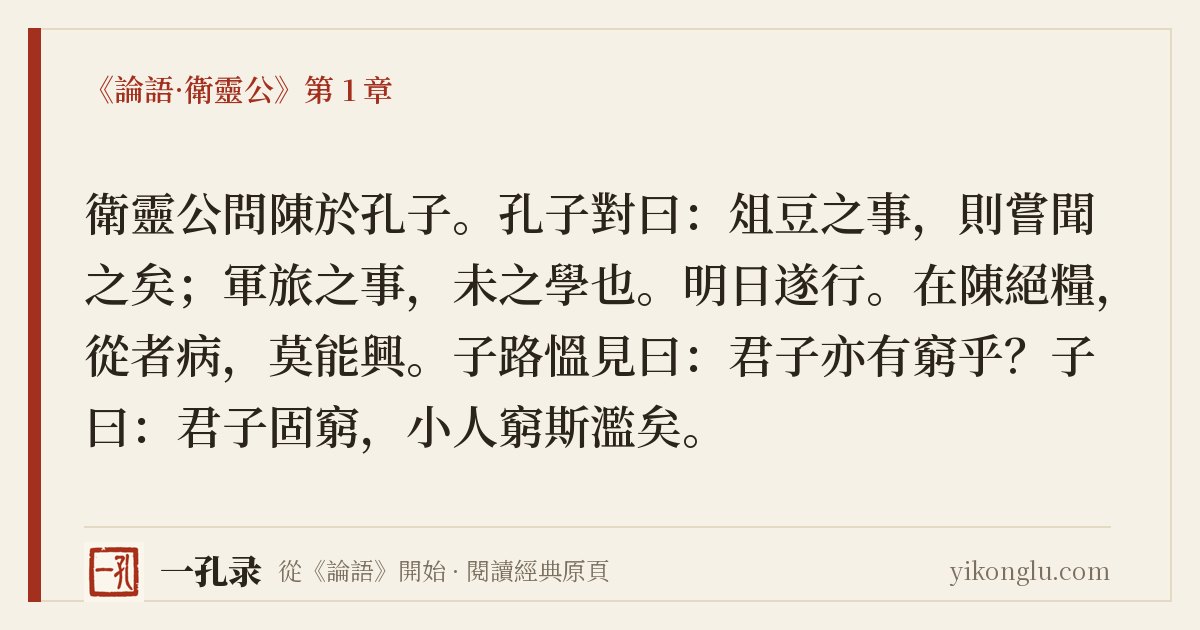 《論語·衛靈公》第 1 章
衛靈公問陳於孔子。孔子對曰：俎豆之事，則嘗聞
之矣；軍旅之事，未之學也。明日遂行。在陳絕糧，
從者病，莫能興。子路慍見曰：君子亦有窮乎？子
曰：君子固窮，小人窮斯濫矣。
一孔
一孔录
從《論語》開始 · 閱讀經典原頁
yikonglu.com